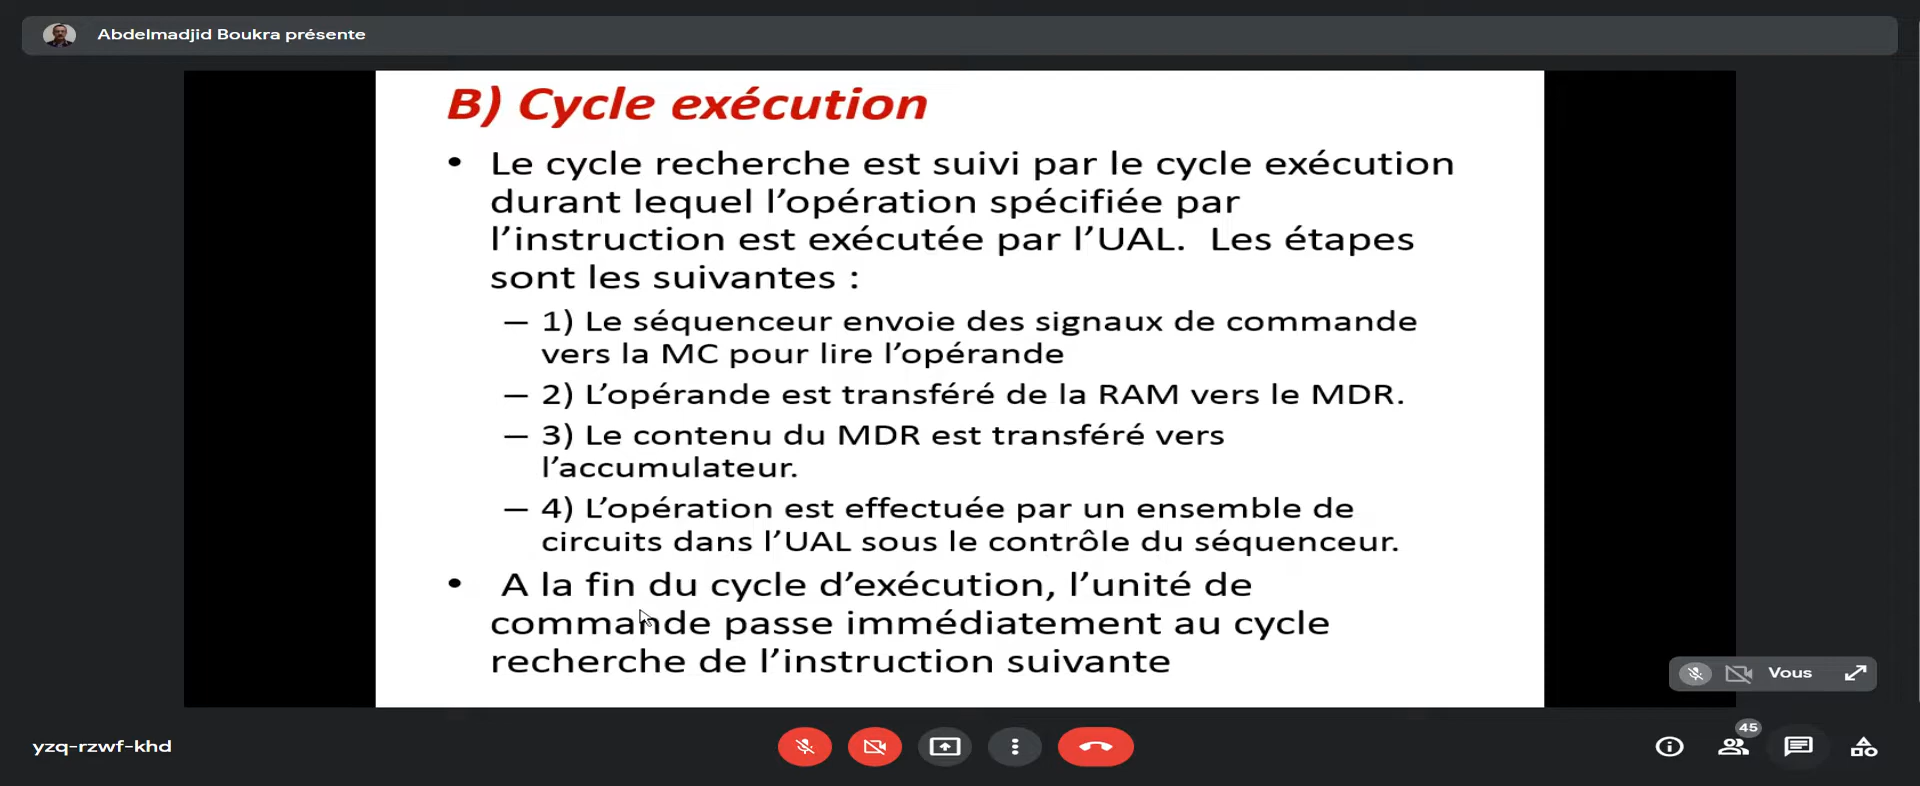 Abdelmadjid Boukra présente
B) Cycle exécution
• Le cycle recherche est suivi par le cycle exécution
durant lequel l’opération spécifiée par
l’instruction est exécutée par l’UAL. Les étapes
sont les suivantes :
– 1) Le séquenceur envoie des signaux de commande
vers la MC pour lire l’opérande
– 2) L’opérande est transféré de la RAM vers le MDR.
– 3) Le contenu du MDR est transféré vers
l’accumulateur.
– 4) L’opération est effectuée par un ensemble de
circuits dans l’UAL sous le contrôle du séquenceur.
• A la fin du cycle d’exécution, l’unité de
commande passe immédiatement au cycle
recherche de l’instruction suivante
Vous
yzq-rzwf-khd
45